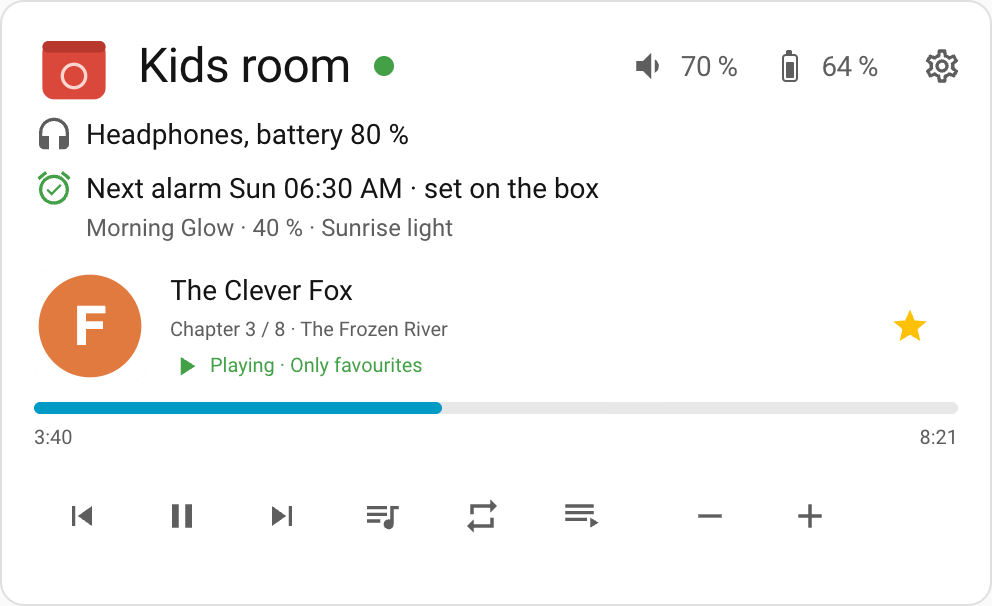 Kids room 70 % 64 %
Headphones, battery 80 %
Next alarm Sun 06:30 AM · set on the box
Morning Glow · 40 % · Sunrise light
F
The Clever Fox
Chapter 3 / 8 · The Frozen River
Playing · Only favourites
3:40 8:21